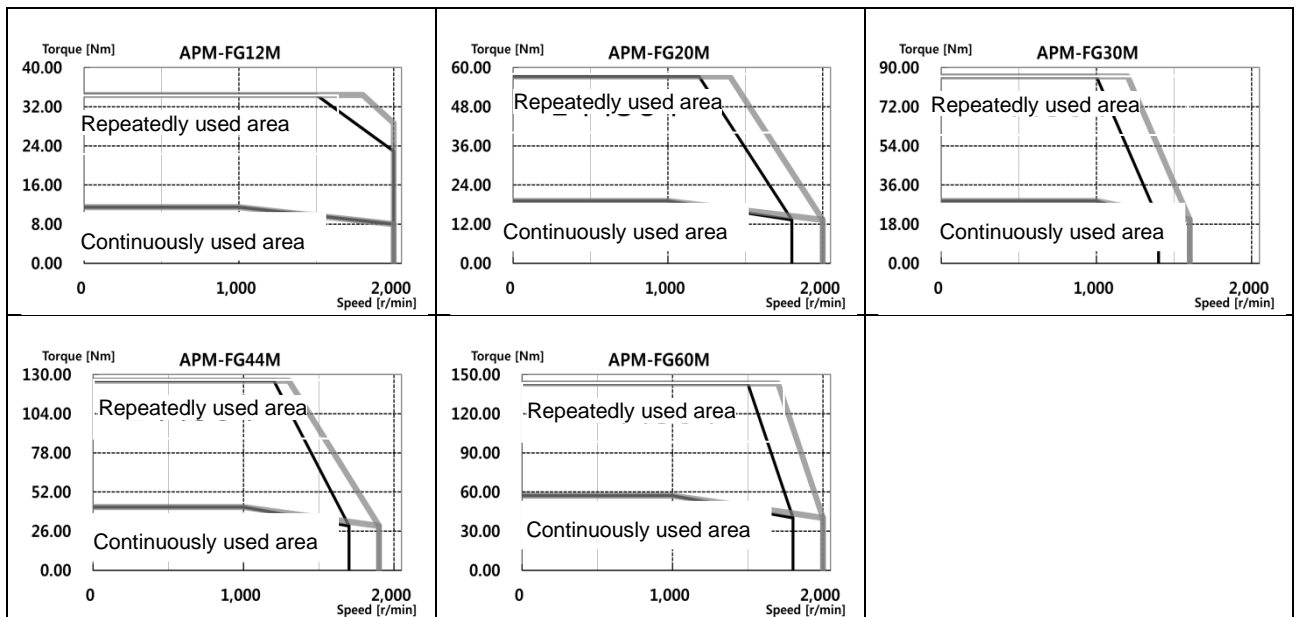 Torque [Nm] APM-FG12M
40.00
32.00
Repeatedly used area
24.00
16.00
8.00
Continuously used area
0.00
0 1,000 2,000
Speed [r/min]
Torque [Nm] APM-FG20M
60.00
48.00
Repeatedly used area
36.00
24.00
12.00
Continuously used area
0.00
0 1,000 2,000
Speed [r/min]
Torque [Nm] APM-FG30M
90.00
72.00
Repeatedly used area
54.00
36.00
18.00
Continuously used area
0.00
0 1,000 2,000
Speed [r/min]
Torque [Nm] APM-FG44M
130.00
104.00
Repeatedly used area
78.00
52.00
26.00
Continuously used area
0.00
0 1,000 2,000
Speed [r/min]
Torque [Nm] APM-FG60M
150.00
120.00
Repeatedly used area
90.00
60.00
30.00
Continuously used area
0.00
0 1,000 2,000
Speed [r/min]